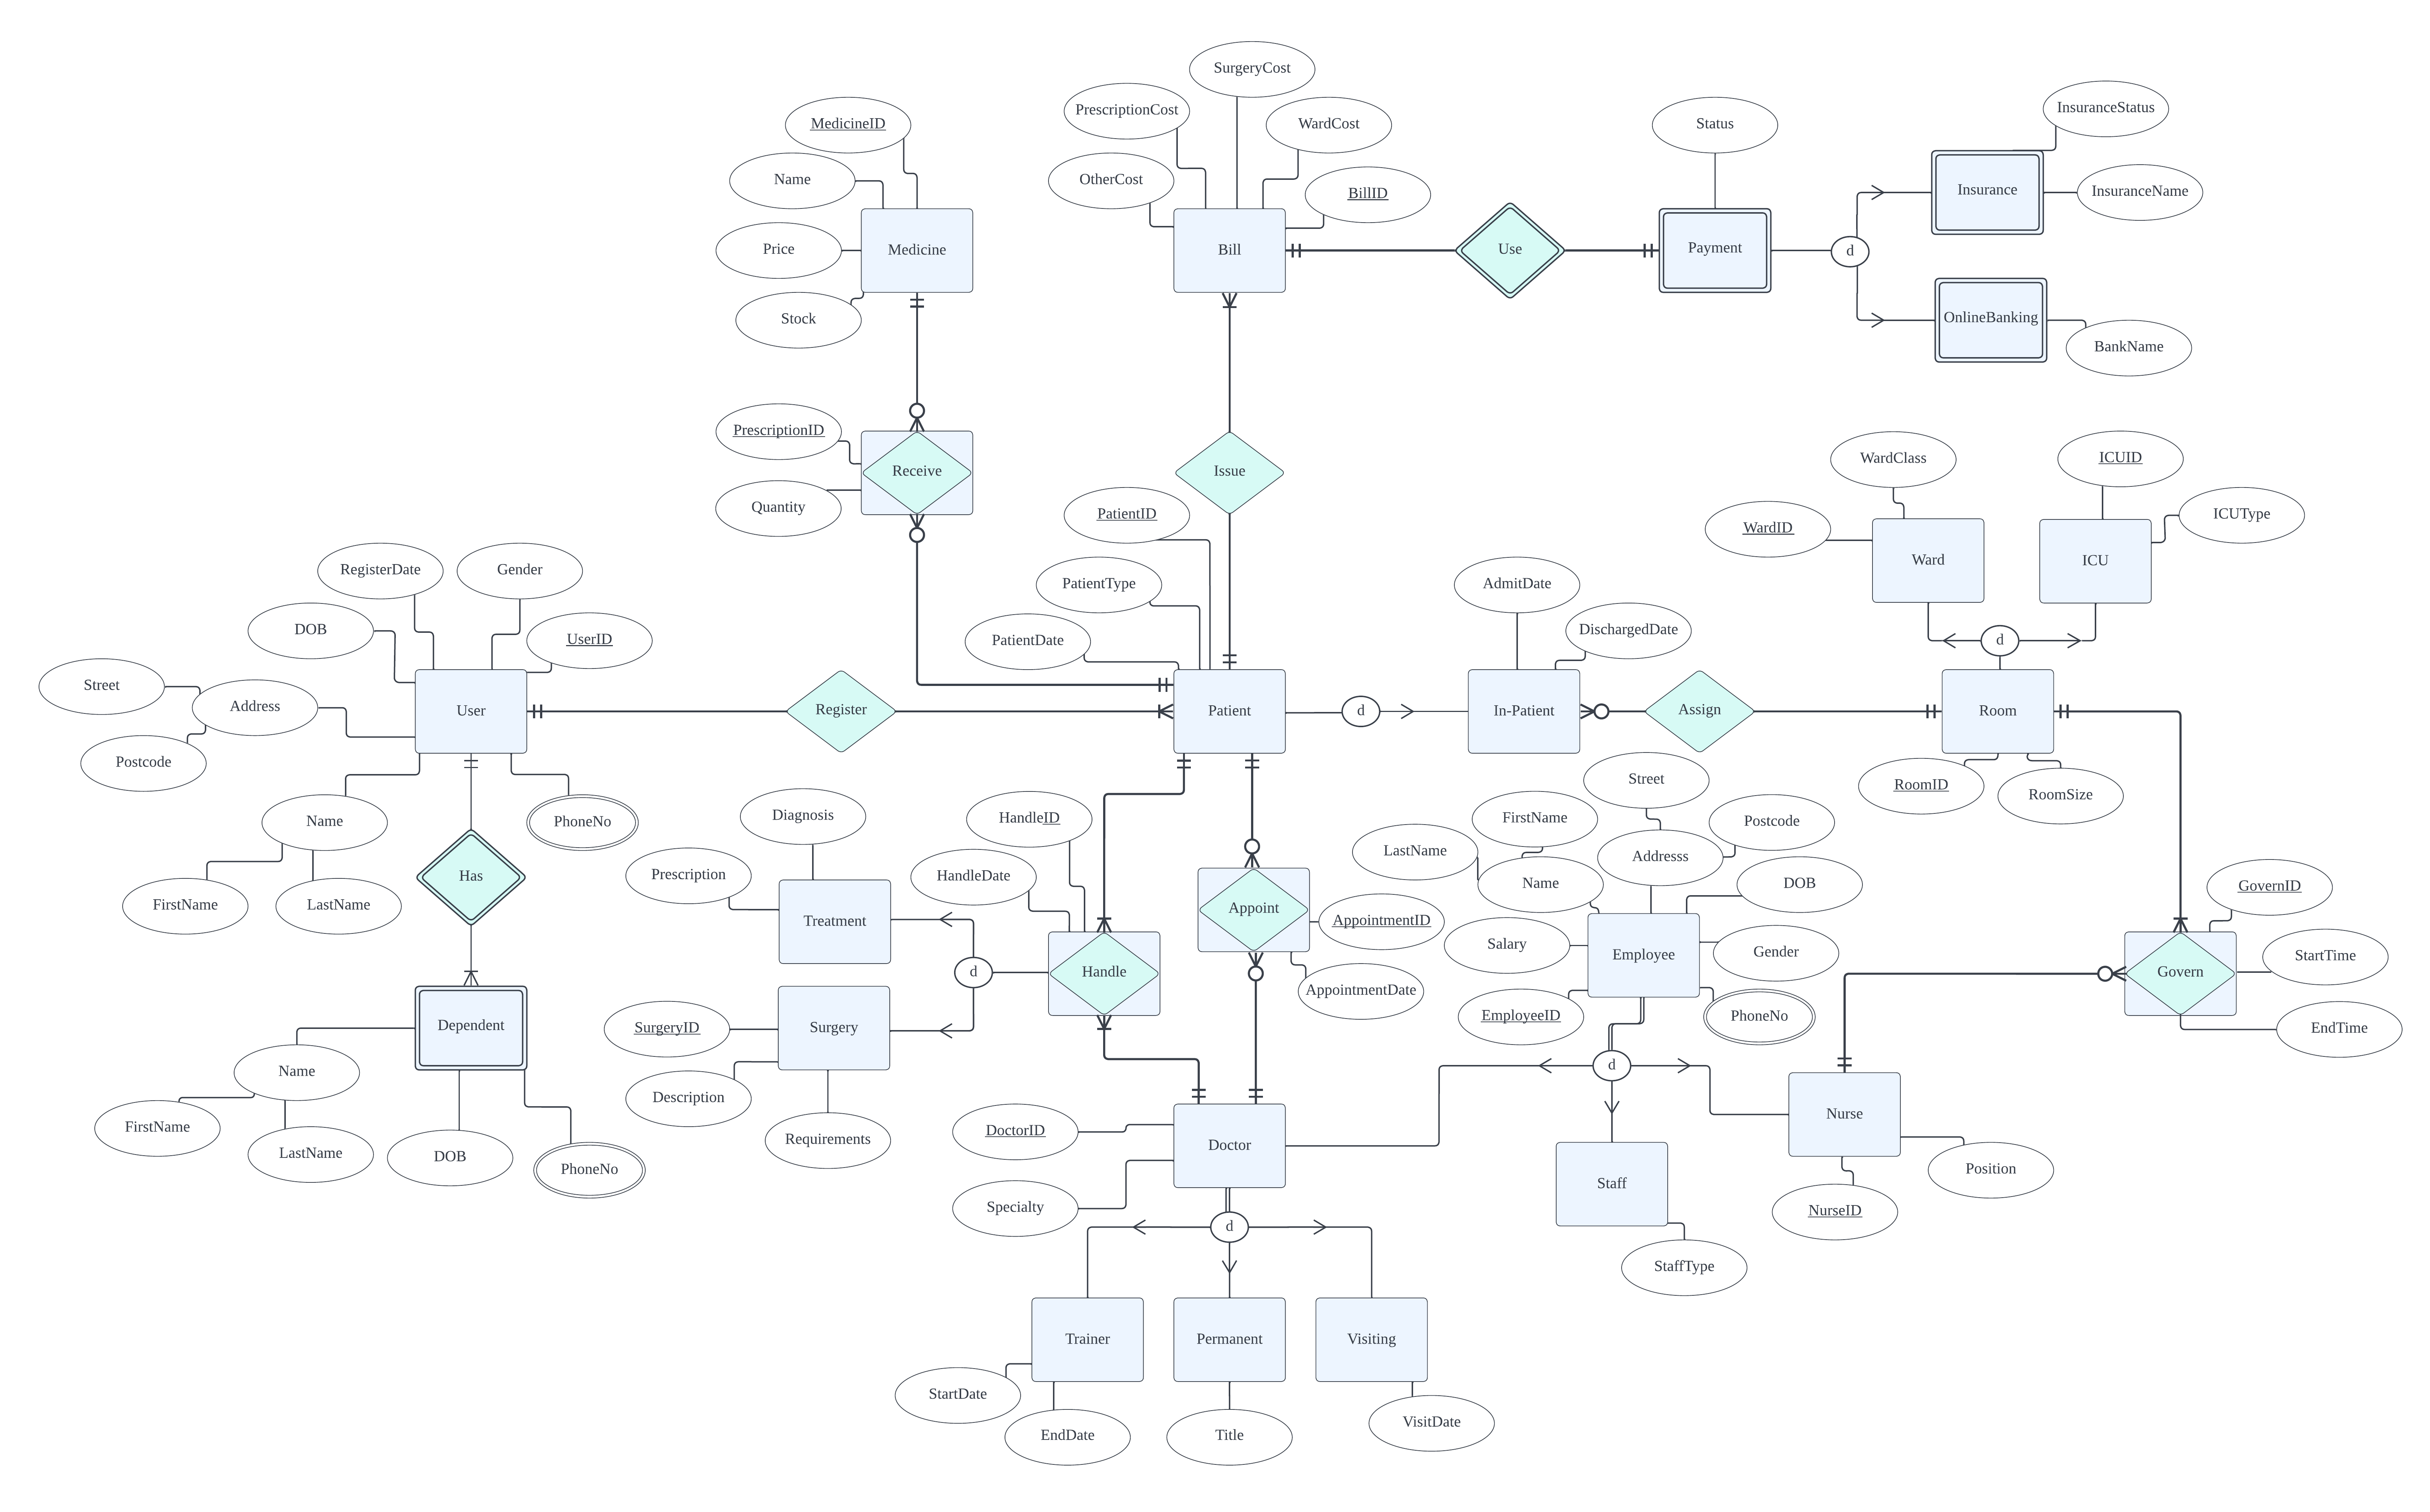 SurgeryCost
PrescriptionCost
WardCost
OtherCost
BillID
Bill
MedicineID
Name
Price
Stock
Medicine
Use
Status
Payment
d
InsuranceStatus
Insurance
InsuranceName
OnlineBanking
BankName
PrescriptionID
Receive
Quantity
Issue
PatientID
PatientType
PatientDate
WardClass
WardID
Ward
ICUID
ICUType
ICU
d
AdmitDate
DischargedDate
RegisterDate
Gender
DOB
UserID
Street
Address
Postcode
User
Register
Patient
d
In-Patient
Assign
Room
RoomID
RoomSize
Name
FirstName
LastName
PhoneNo
Has
Dependent
Name
FirstName
LastName
DOB
PhoneNo
Diagnosis
Prescription
Treatment
HandleID
HandleDate
d
Handle
SurgeryID
Surgery
Description
Requirements
Appoint
AppointmentID
AppointmentDate
Street
FirstName
Postcode
LastName
Addresss
Name
DOB
Salary
Employee
Gender
EmployeeID
PhoneNo
d
GovernID
Govern
StartTime
EndTime
Nurse
Position
NurseID
Staff
StaffType
DoctorID
Doctor
Specialty
d
Trainer
Permanent
Visiting
StartDate
EndDate
Title
VisitDate